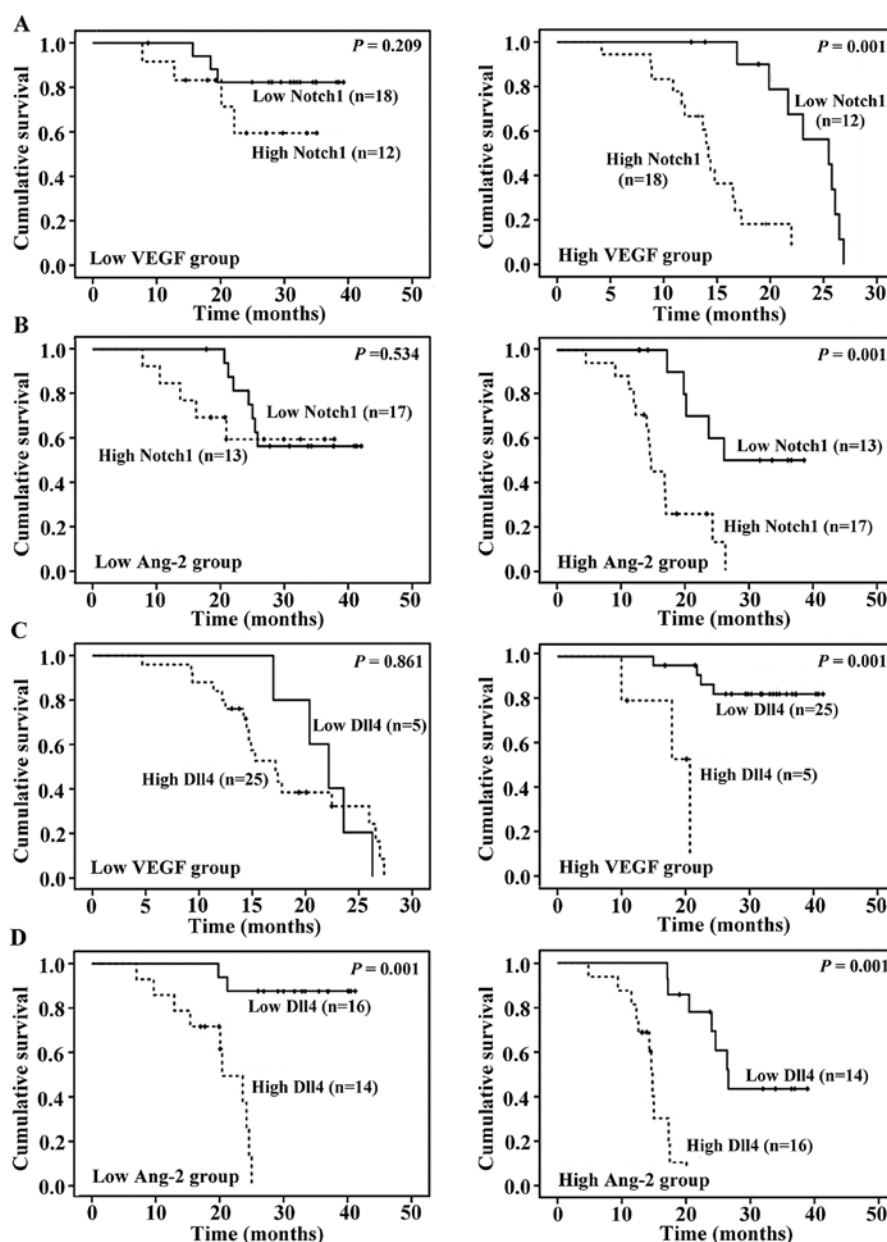 A
1.0
0.8
0.6
0.4
0.2
0.0
Cumulative survival
P = 0.209
Low Notch1 (n=18)
High Notch1 (n=12)
Low VEGF group
0 10 20 30 40 50
Time (months)
1.0
0.8
0.6
0.4
0.2
0.0
Cumulative survival
P = 0.001
Low Notch1
(n=12)
High Notch1
(n=18)
High VEGF group
0 5 10 15 20 25 30
Time (months)
B
1.0
0.8
0.6
0.4
0.2
0.0
Cumulative survival
P =0.534
Low Notch1 (n=17)
High Notch1 (n=13)
Low Ang-2 group
0 10 20 30 40 50
Time (months)
1.0
0.8
0.6
0.4
0.2
0.0
Cumulative survival
P = 0.001
Low Notch1 (n=13)
High Notch1 (n=17)
High Ang-2 group
0 10 20 30 40 50
Time (months)
C
1.0
0.8
0.6
0.4
0.2
0.0
Cumulative survival
P = 0.861
Low Dll4 (n=5)
High Dll4 (n=25)
Low VEGF group
0 5 10 15 20 25 30
Time (months)
1.0
0.8
0.6
0.4
0.2
0.0
Cumulative survival
P = 0.001
Low Dll4 (n=25)
High Dll4 (n=5)
High VEGF group
0 10 20 30 40 50
Time (months)
D
1.0
0.8
0.6
0.4
0.2
0.0
Cumulative survival
P = 0.001
Low Dll4 (n=16)
High Dll4 (n=14)
Low Ang-2 group
0 10 20 30 40 50
Time (months)
1.0
0.8
0.6
0.4
0.2
0.0
Cumulative survival
P = 0.001
Low Dll4 (n=14)
High Dll4 (n=16)
High Ang-2 group
0 10 20 30 40 50
Time (months)